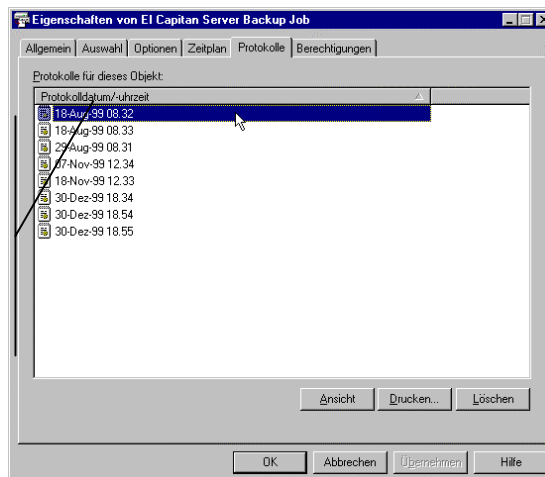 Eigenschaften von El Capitan Server Backup Job
Allgemein Auswahl Optionen Zeitplan Protokolle Berechtigungen
Protokolle für dieses Objekt:
Protokolldatum/-uhrzeit
18-Aug-99 08.32
18-Aug-99 08.33
29-Aug-99 08.31
07-Nov-99 12.34
18-Nov-99 12.33
30-Dez-99 18.34
30-Dez-99 18.54
30-Dez-99 18.55
Ansicht Drucken... Löschen
OK Abbrechen Übernehmen Hilfe